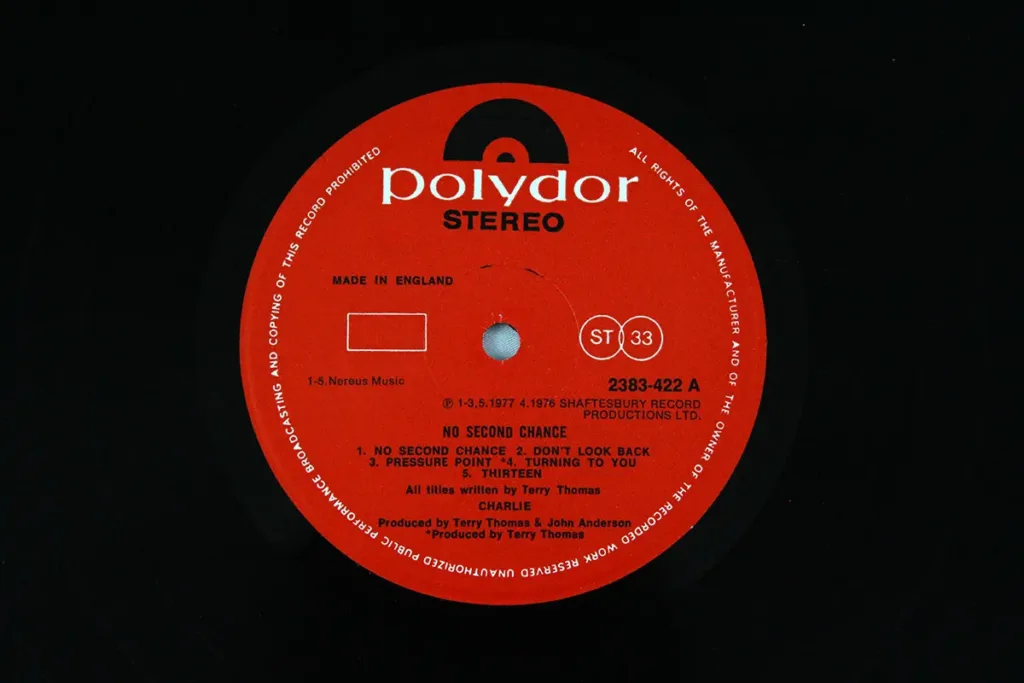 polydor
STEREO
MADE IN ENGLAND
ST 33
1-5. Nereus Music
2383-422 A
℗ 1-3,5.1977 4.1976 SHAFTESBURY RECORD
PRODUCTIONS LTD.
NO SECOND CHANCE
1. NO SECOND CHANCE 2. DON'T LOOK BACK
3. PRESSURE POINT *4. TURNING TO YOU
5. THIRTEEN
All titles written by Terry Thomas
CHARLIE
Produced by Terry Thomas & John Anderson
*Produced by Terry Thomas
ALL RIGHTS OF THE MANUFACTURER AND OF THE OWNER OF THE RECORDED WORK RESERVED UNAUTHORIZED PUBLIC PERFORMANCE BROADCASTING AND COPYING OF THIS RECORD PROHIBITED